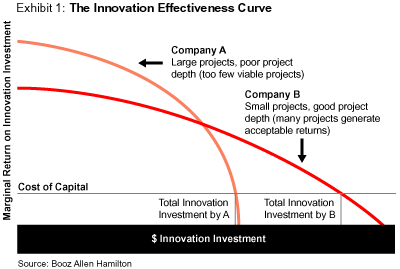 Exhibit 1: The Innovation Effectiveness Curve
Marginal Return on Innovation Investment
Company A
Large projects, poor project
depth (too few viable projects)
Company B
Small projects, good project
depth (many projects generate
acceptable returns)
Cost of Capital
Total Innovation
Investment by A
Total Innovation
Investment by B
$ Innovation Investment
Source: Booz Allen Hamilton